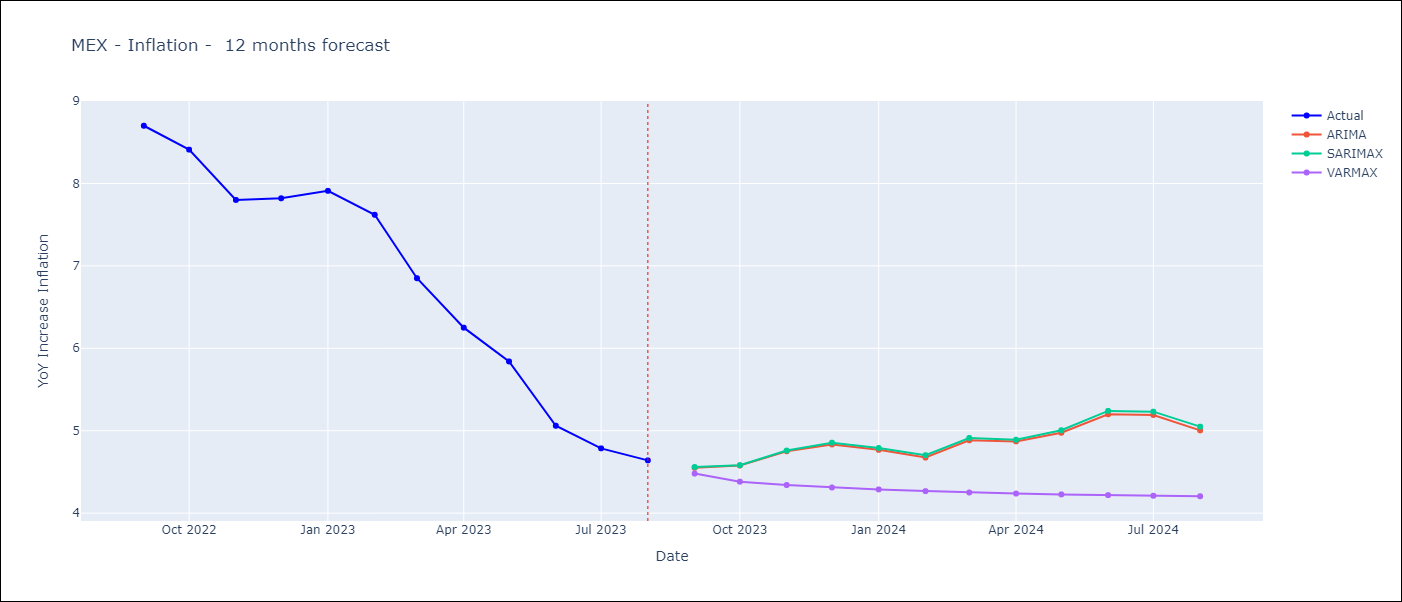 MEX - Inflation -  12 months forecast
Actual
ARIMA
SARIMAX
VARMAX
YoY Increase Inflation
9
8
7
6
5
4
Oct 2022 Jan 2023 Apr 2023 Jul 2023 Oct 2023 Jan 2024 Apr 2024 Jul 2024
Date